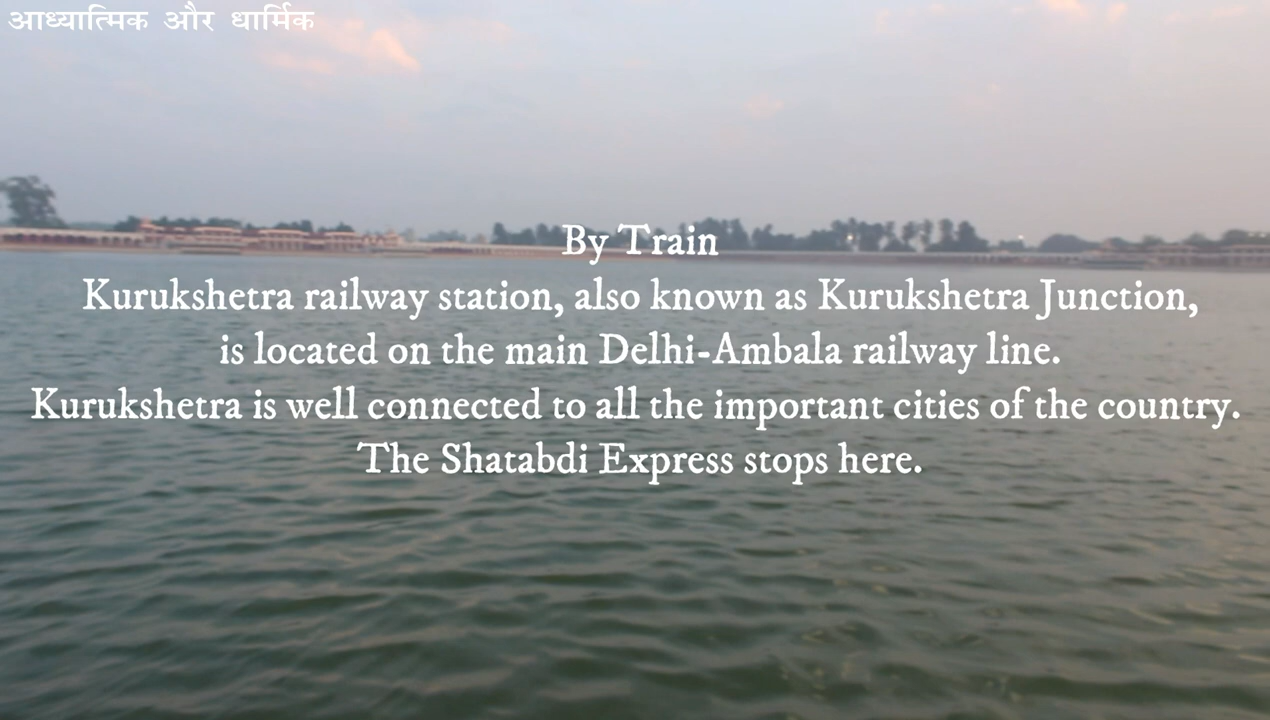 आध्यात्मिक और धार्मिक
By Train
Kurukshetra railway station, also known as Kurukshetra Junction,
is located on the main Delhi-Ambala railway line.
Kurukshetra is well connected to all the important cities of the country.
The Shatabdi Express stops here.